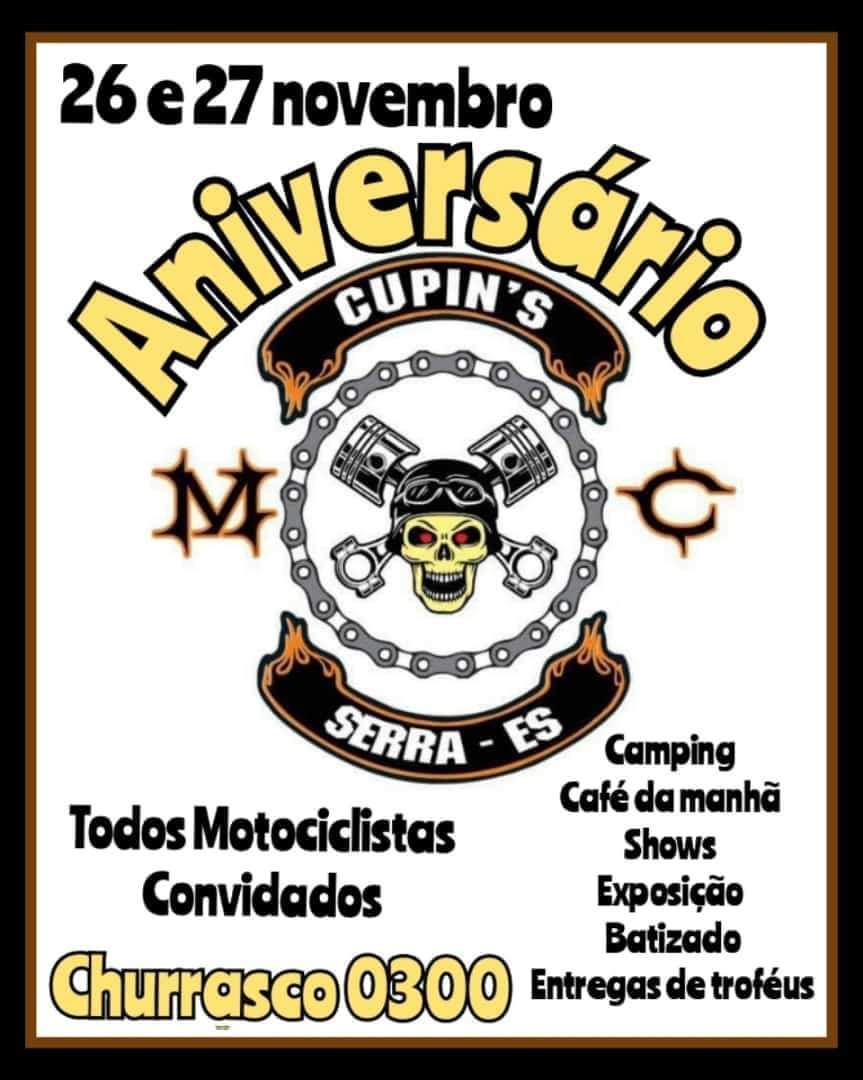 26 e 27 novembro
Aniversário
CUPIN'S
M C
SERRA - ES
Todos Motociclistas
Convidados
Churrasco 0300
Camping
Café da manhã
Shows
Exposição
Batizado
Entregas de troféus